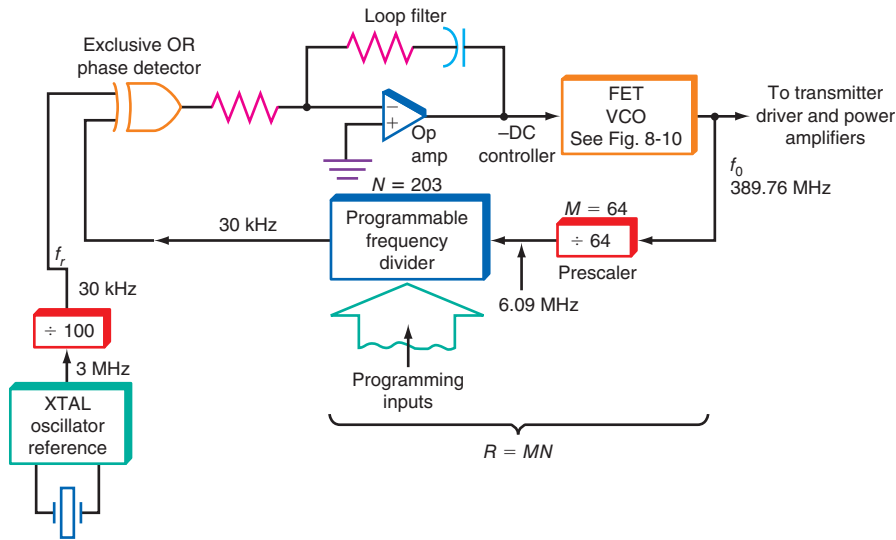 Loop filter
Exclusive OR
phase detector
−
+
Op
amp
–DC
controller
FET
VCO
See Fig. 8-10
To transmitter
driver and power
amplifiers
f0
389.76 MHz
N = 203
Programmable
frequency
divider
30 kHz
M = 64
÷ 64
Prescaler
6.09 MHz
fr
30 kHz
÷ 100
3 MHz
XTAL
oscillator
reference
Programming
inputs
R = MN